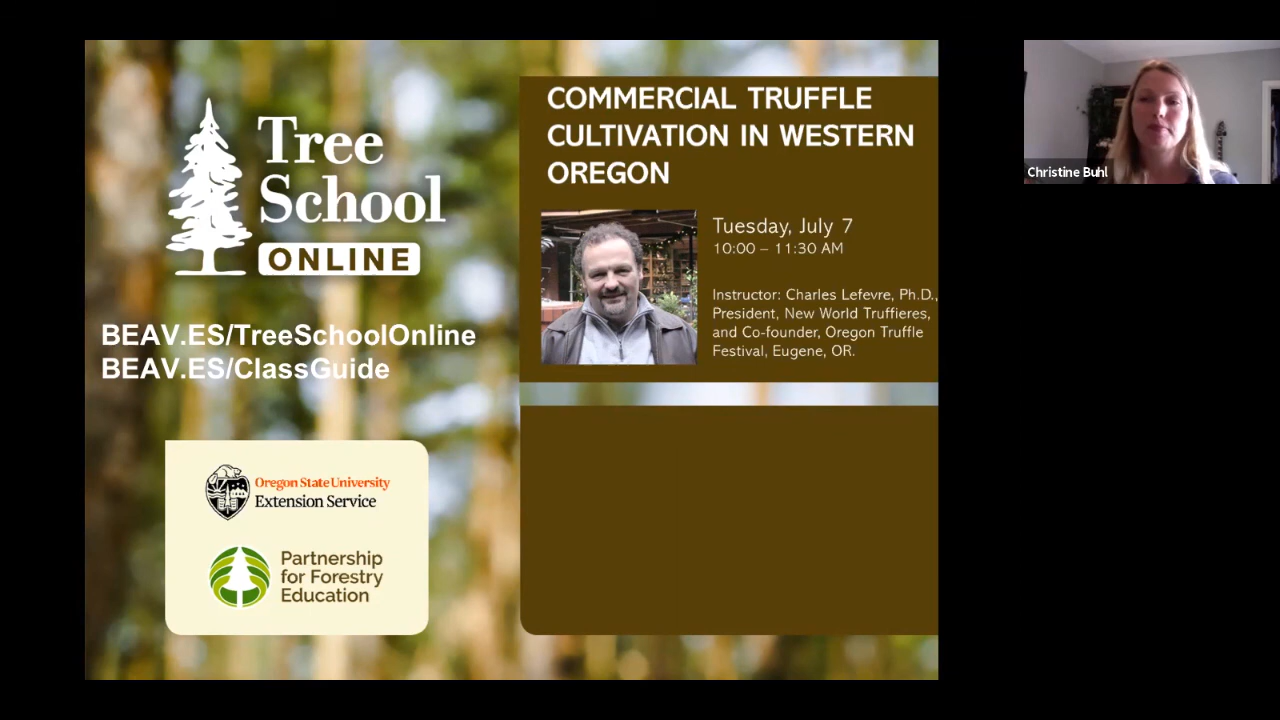 Tree
School
ONLINE
BEAV.ES/TreeSchoolOnline
BEAV.ES/ClassGuide
Oregon State University
Extension Service
Partnership
for Forestry
Education
COMMERCIAL TRUFFLE
CULTIVATION IN WESTERN
OREGON
Tuesday, July 7
10:00 – 11:30 AM
Instructor: Charles Lefevre, Ph.D.,
President, New World Truffieres,
and Co-founder, Oregon Truffle
Festival, Eugene, OR.
Christine Buhl